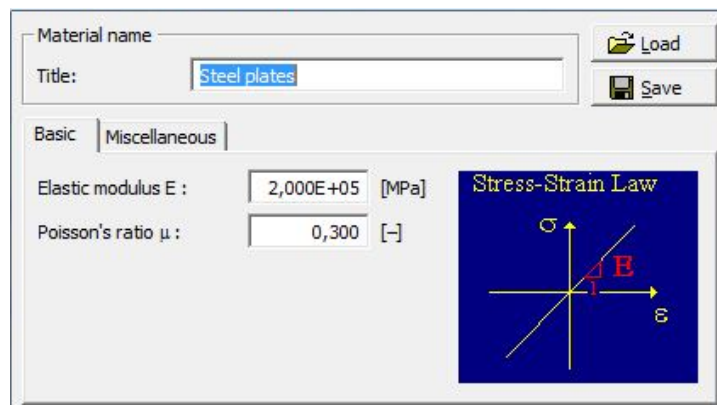 Material name
Title: Steel plates
Load
Save
Basic Miscellaneous
Elastic modulus E : 2,000E+05 [MPa]
Poisson's ratio μ : 0,300 [–]
Stress-Strain Law
σ
E
1
ε